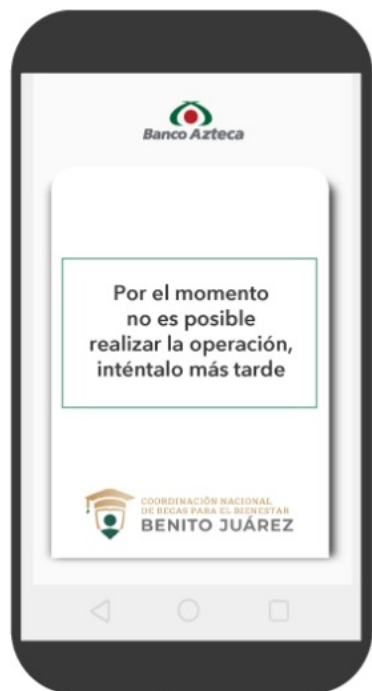 Banco Azteca
Por el momento
no es posible
realizar la operación,
inténtalo más tarde
COORDINACIÓN NACIONAL
DE BECAS PARA EL BIENESTAR
BENITO JUÁREZ